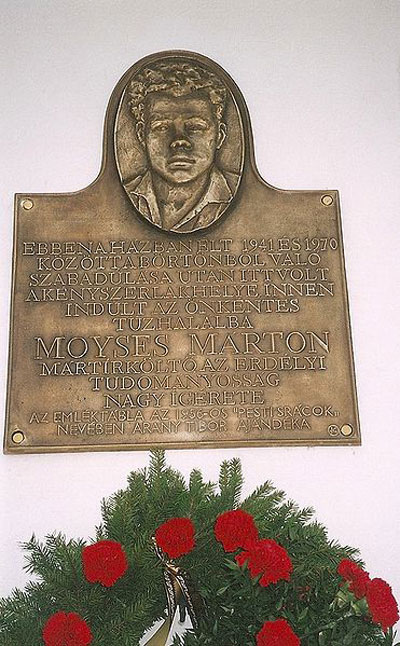 EBBEN A HÁZBAN ÉLT 1941 ÉS 1970
KÖZÖTT A BÖRTÖNBŐL VALÓ
SZABADULÁSA UTÁN ITT VOLT
A KÉNYSZERLAKHELYE INNEN
INDULT AZ ÖNKÉNTES
TŰZHALÁLBA
MOYSES MÁRTON
MÁRTÍRKÖLTŐ, AZ ERDÉLYI
TUDOMÁNYOSSÁG
NAGY ÍGÉRETE
AZ EMLÉKTÁBLA AZ 1956-OS "PESTI SRÁCOK"
NEVÉBEN ARANY TIBOR AJÁNDÉKA